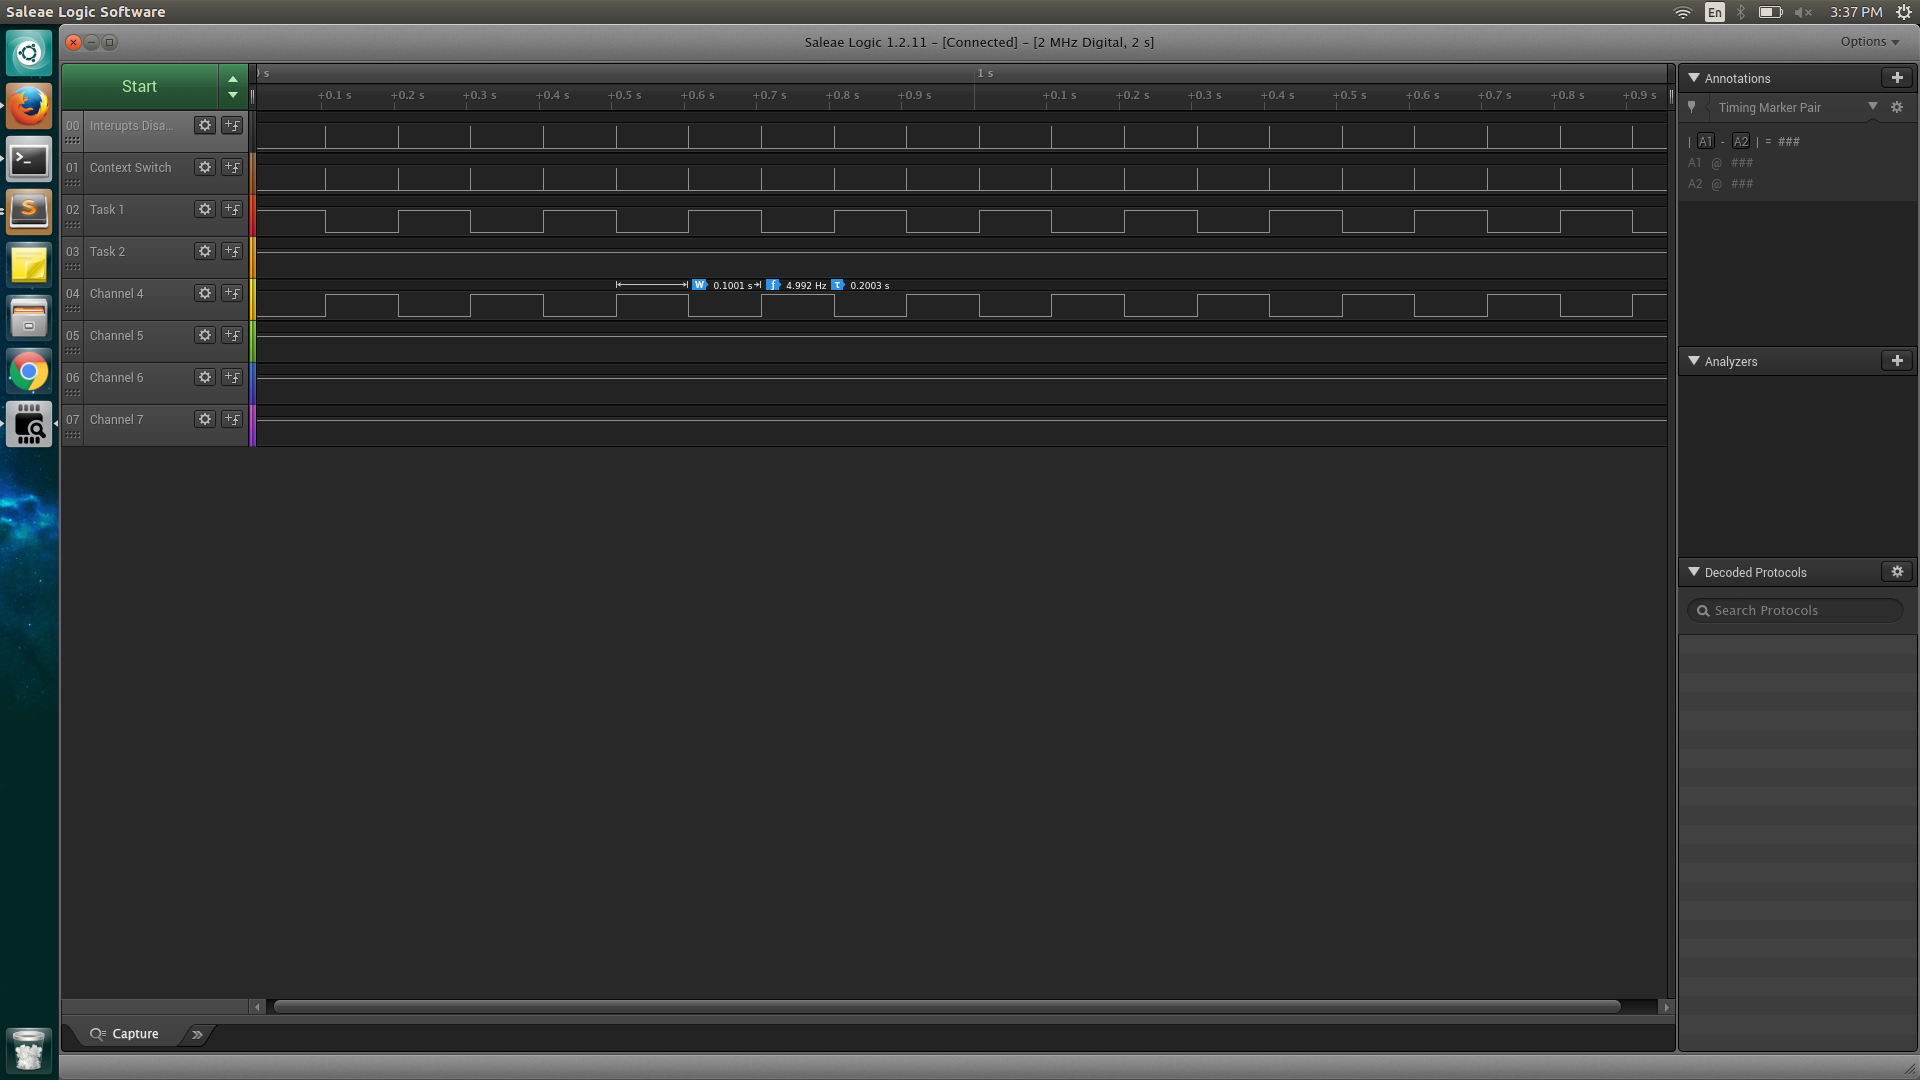 Saleae Logic Software
En
3:37 PM
Saleae Logic 1.2.11 – [Connected] – [2 MHz Digital, 2 s]
Options
Start
s
1 s
+0.1 s +0.2 s +0.3 s +0.4 s +0.5 s +0.6 s +0.7 s +0.8 s +0.9 s +0.1 s +0.2 s +0.3 s +0.4 s +0.5 s +0.6 s +0.7 s +0.8 s +0.9 s
00 Interupts Disa...
01 Context Switch
02 Task 1
03 Task 2
W 0.1001 s f 4.992 Hz T 0.2003 s
04 Channel 4
05 Channel 5
06 Channel 6
07 Channel 7
Capture
Annotations
Timing Marker Pair
| A1 - A2 | = ###
A1 @ ###
A2 @ ###
Analyzers
Decoded Protocols
Search Protocols